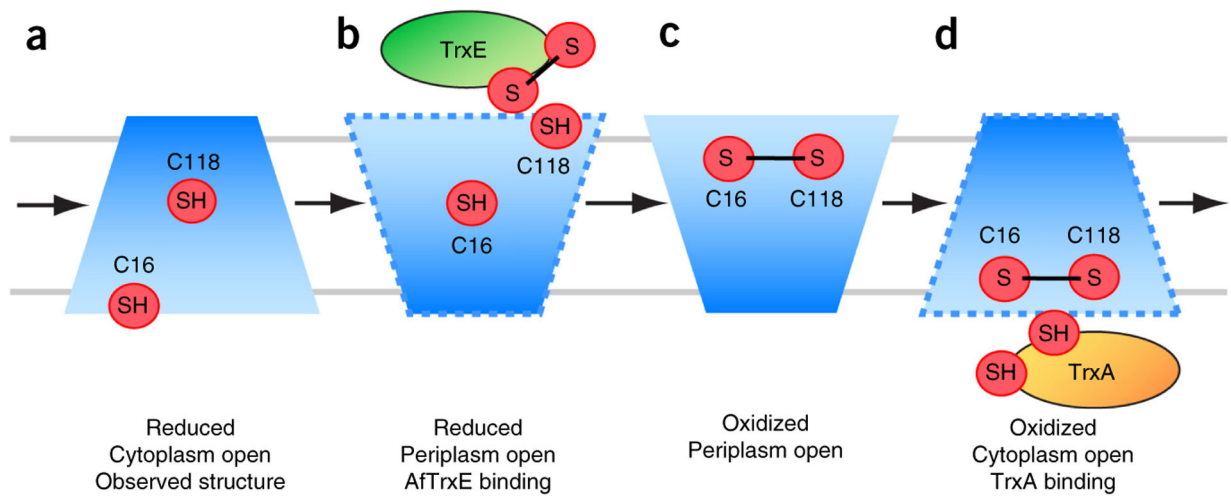 a
C118
SH
C16
SH
Reduced
Cytoplasm open
Observed structure
b
TrxE
S
S
SH
C118
SH
C16
Reduced
Periplasm open
AfTrxE binding
c
S
S
C16
C118
Oxidized
Periplasm open
d
C16
C118
S
S
SH
SH
TrxA
Oxidized
Cytoplasm open
TrxA binding